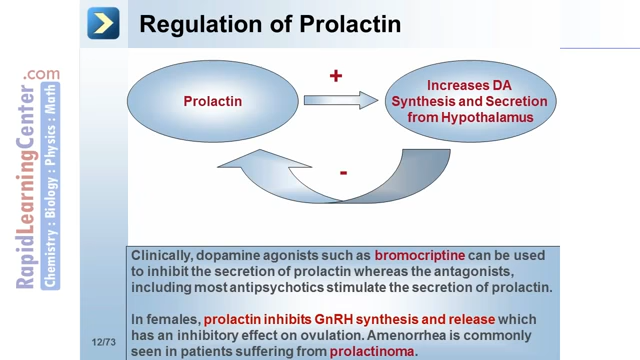 Regulation of Prolactin
RapidLearningCenter.com
Chemistry : Biology : Physics : Math
Prolactin
+
Increases DA
Synthesis and Secretion
from Hypothalamus
-
Clinically, dopamine agonists such as bromocriptine can be used
to inhibit the secretion of prolactin whereas the antagonists,
including most antipsychotics stimulate the secretion of prolactin.
In females, prolactin inhibits GnRH synthesis and release which
has an inhibitory effect on ovulation. Amenorrhea is commonly
seen in patients suffering from prolactinoma.
12/73